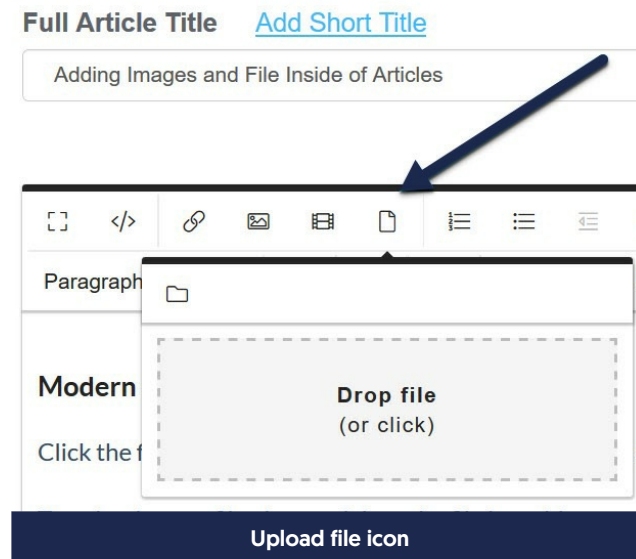 Full Article Title Add Short Title
Adding Images and File Inside of Articles
Paragraph
Modern
Drop file
(or click)
Click the f
Upload file icon